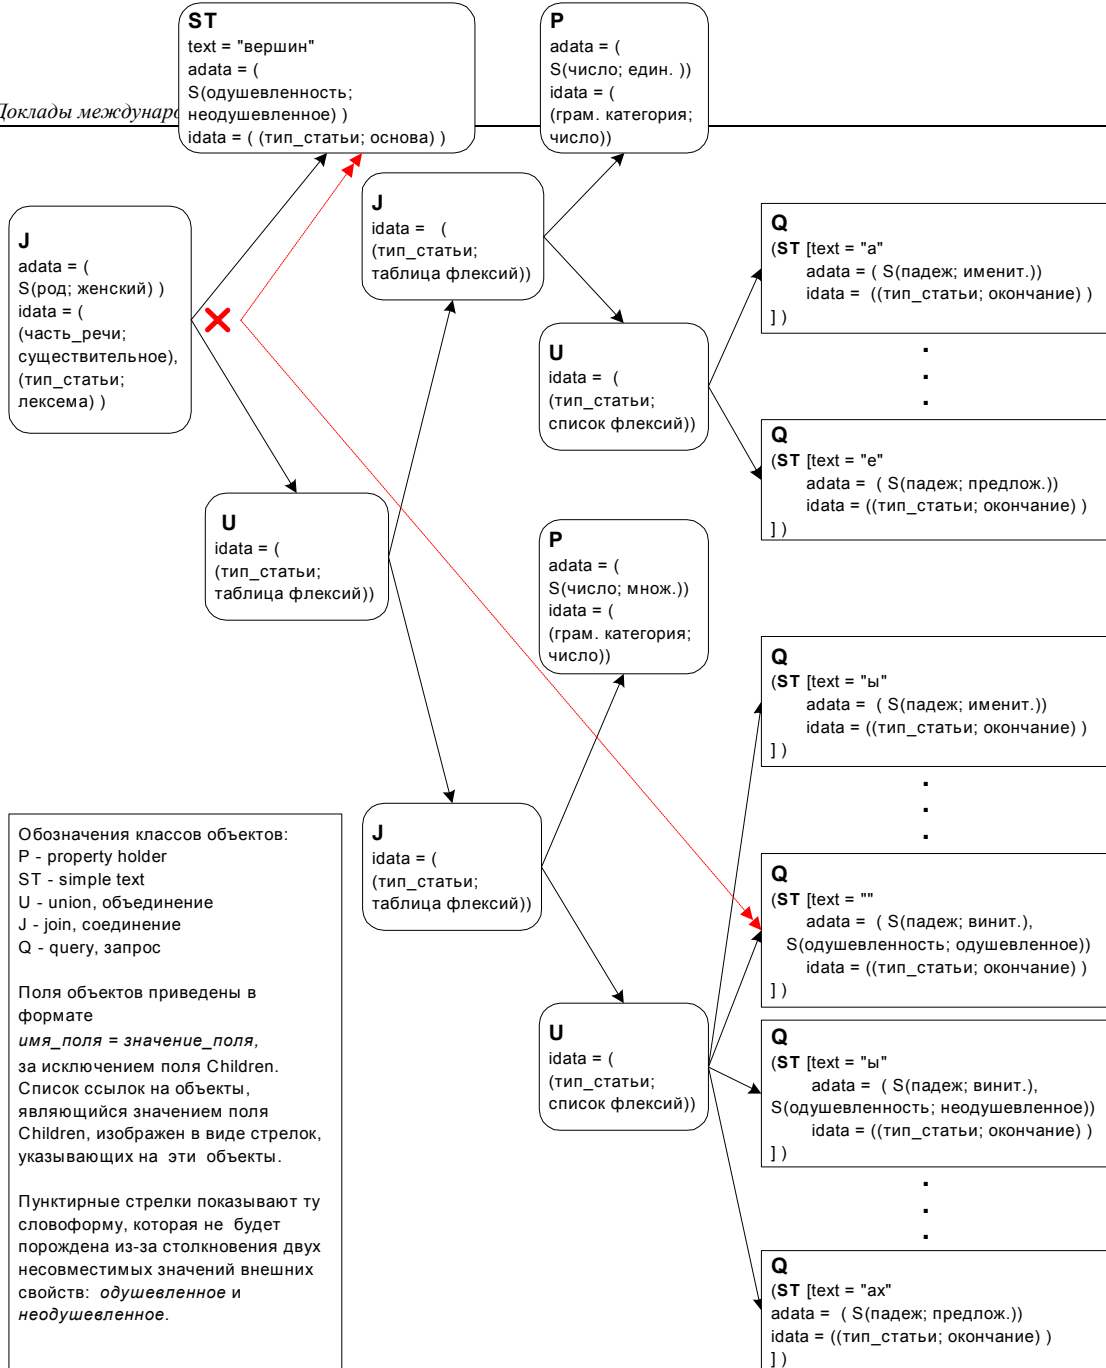 ST
text = "вершин"
adata = (
S(одушевленность;
неодушевленное) )
idata = ( (тип_статьи; основа) )
P
adata = (
S(число; един. ))
idata = (
(грам. категория;
число))
Доклады междунаро
J
adata = (
S(род; женский) )
idata = (
(часть_речи;
существительное),
(тип_статьи;
лексема) )
J
idata = (
(тип_статьи;
таблица флексий))
Q
(ST [text = "а"
adata = ( S(падеж; именит.))
idata = ((тип_статьи; окончание) )
] )
.
.
.
U
idata = (
(тип_статьи;
список флексий))
Q
(ST [text = "е"
adata = ( S(падеж; предлож.))
idata = ((тип_статьи; окончание) )
] )
U
idata = (
(тип_статьи;
таблица флексий))
P
adata = (
S(число; множ.))
idata = (
(грам. категория;
число))
Q
(ST [text = "ы"
adata = ( S(падеж; именит.))
idata = ((тип_статьи; окончание) )
] )
.
.
.
J
idata = (
(тип_статьи;
таблица флексий))
Q
(ST [text = ""
adata = ( S(падеж; винит.),
S(одушевленность; одушевленное))
idata = ((тип_статьи; окончание) )
] )
U
idata = (
(тип_статьи;
список флексий))
Q
(ST [text = "ы"
adata = ( S(падеж; винит.),
S(одушевленность; неодушевленное))
idata = ((тип_статьи; окончание) )
] )
.
.
.
Q
(ST [text = "ах"
adata = ( S(падеж; предлож.))
idata = ((тип_статьи; окончание) )
] )
Обозначения классов объектов:
P - property holder
ST - simple text
U - union, объединение
J - join, соединение
Q - query, запрос
Поля объектов приведены в
формате
имя_поля = значение_поля,
за исключением поля Children.
Список ссылок на объекты,
являющийся значением поля
Children, изображен в виде стрелок,
указывающих на эти объекты.
Пунктирные стрелки показывают ту
словоформу, которая не будет
порождена из-за столкновения двух
несовместимых значений внешних
свойств: одушевленное и
неодушевленное.